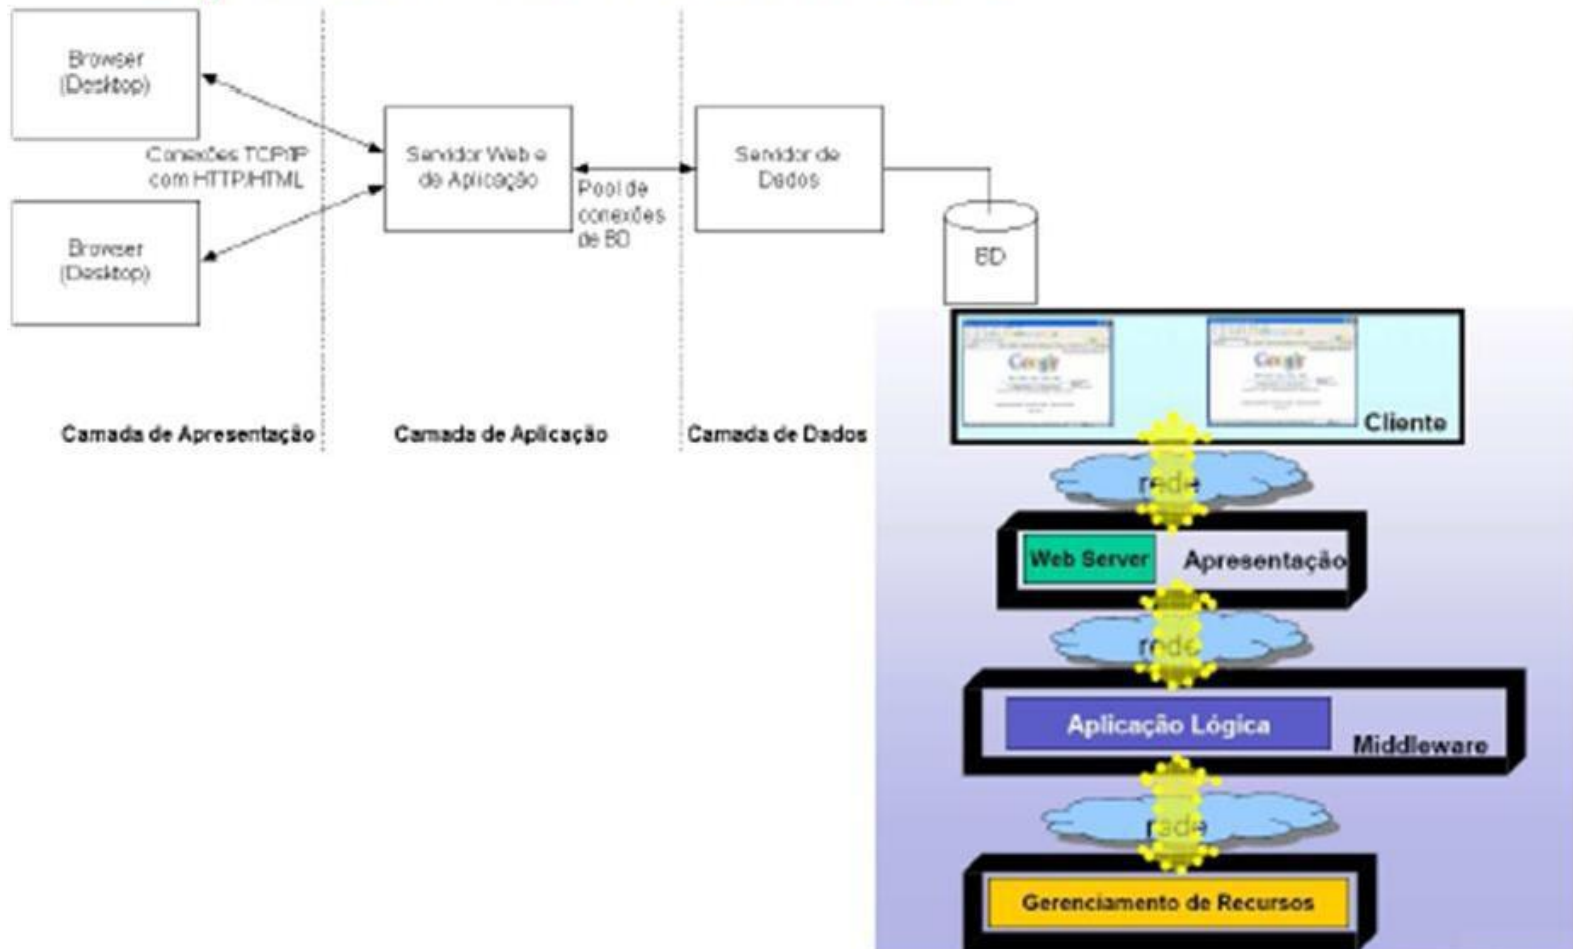 Browser
(Desktop)
Conexões TCP/IP
com HTTP/HTML
Browser
(Desktop)
Servidor Web e
de Aplicação
Pool de
conexões
de BD
Servidor de
Dados
BD
Camada de Apresentação
Camada de Aplicação
Camada de Dados
Google
Google
Cliente
rede
Web Server
Apresentação
rede
Aplicação Lógica
Middleware
rede
Gerenciamento de Recursos